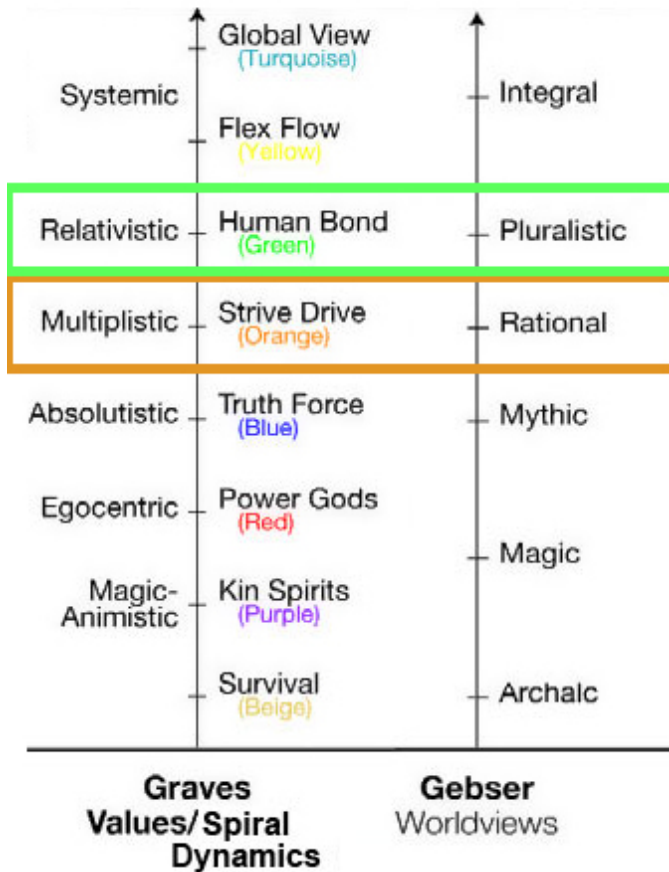 Global View
(Turquoise)
Systemic
Integral
Flex Flow
(Yellow)
Relativistic
Human Bond
(Green)
Pluralistic
Multiplistic
Strive Drive
(Orange)
Rational
Absolutistic
Truth Force
(Blue)
Mythic
Egocentric
Power Gods
(Red)
Magic
Magic-
Animistic
Kin Spirits
(Purple)
Survival
(Beige)
Archalc
Graves
Values/Spiral
Dynamics
Gebser
Worldviews